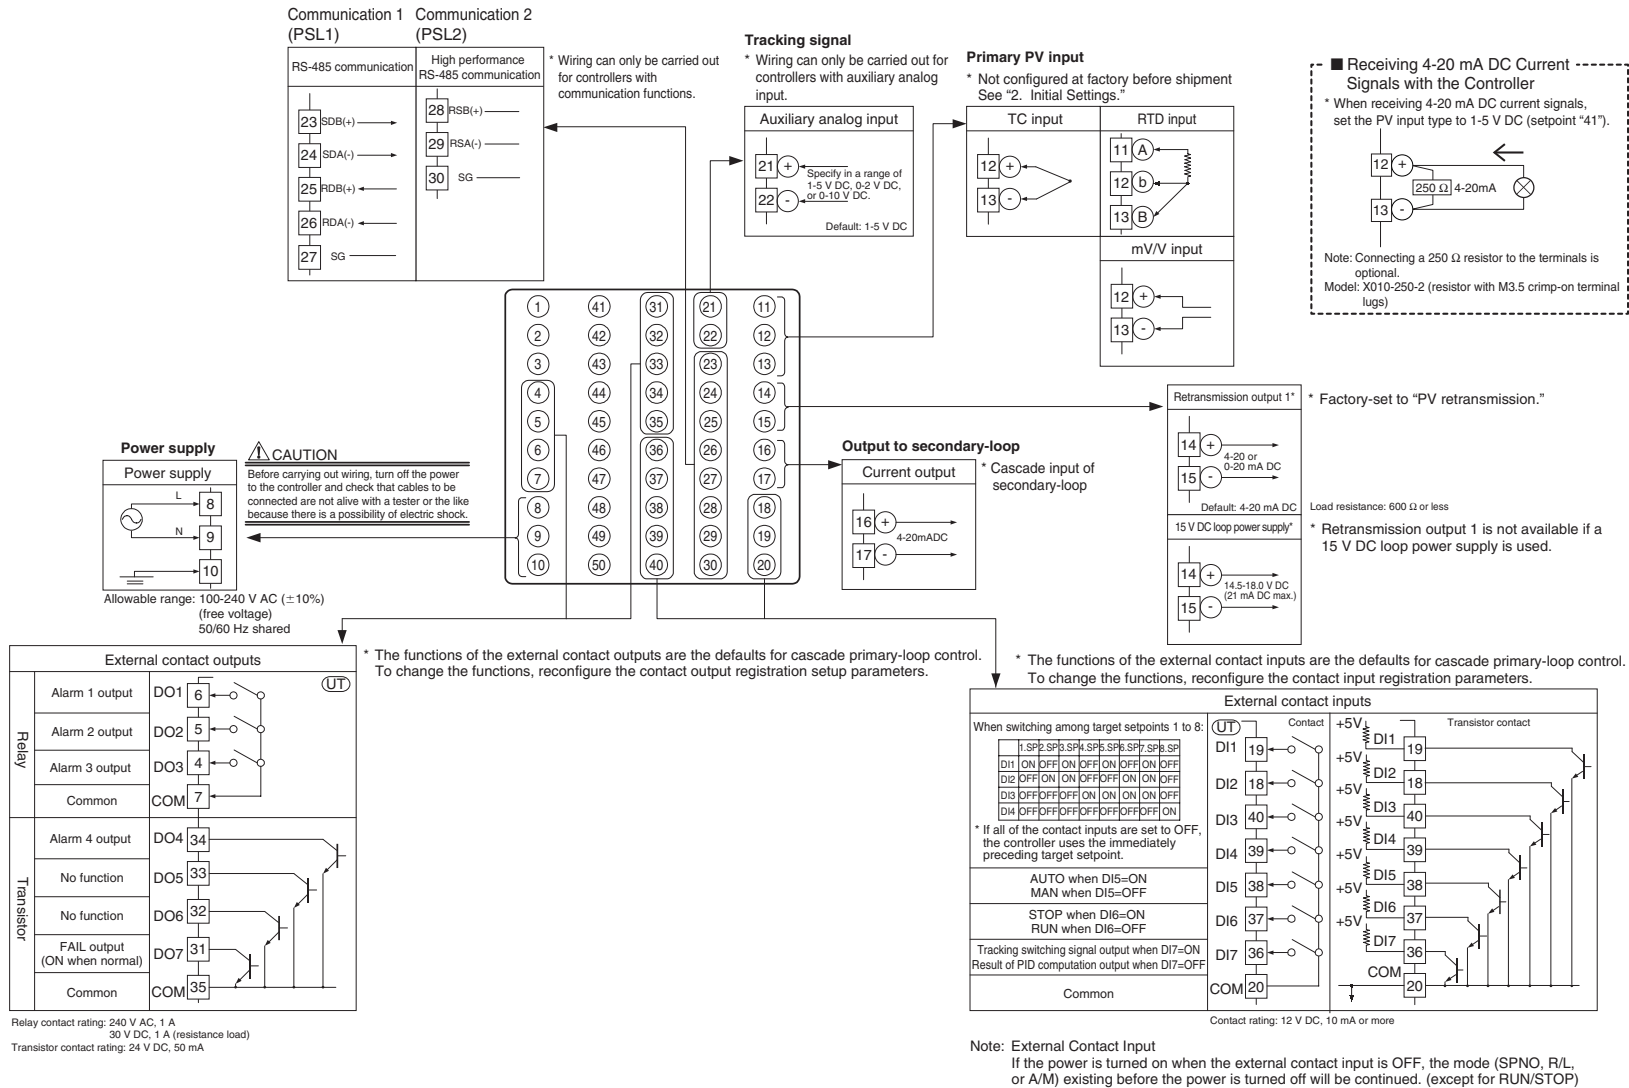 Communication 1
(PSL1)
Communication 2
(PSL2)
RS-485 communication
High performance
RS-485 communication
23 SDB(+)
24 SDA(-)
25 RDB(+)
26 RDA(-)
27 SG
28 RSB(+)
29 RSA(-)
30 SG
* Wiring can only be carried out
for controllers with
communication functions.
Tracking signal
* Wiring can only be carried out for
controllers with auxiliary analog
input.
Auxiliary analog input
21 +
22 -
Specify in a range of
1-5 V DC, 0-2 V DC,
or 0-10 V DC.
Default: 1-5 V DC
Primary PV input
* Not configured at factory before shipment
See “2. Initial Settings.”
TC input
12 +
13 -
RTD input
11 A
12 b
13 B
mV/V input
12 +
13 -
■ Receiving 4-20 mA DC Current
Signals with the Controller
* When receiving 4-20 mA DC current signals,
set the PV input type to 1-5 V DC (setpoint “41”).
12 +
250 Ω 4-20mA
13 -
Note: Connecting a 250 Ω resistor to the terminals is
optional.
Model: X010-250-2 (resistor with M3.5 crimp-on terminal
lugs)
1 41 31 21 11
2 42 32 22 12
3 43 33 23 13
4 44 34 24 14
5 45 35 25 15
6 46 36 26 16
7 47 37 27 17
8 48 38 28 18
9 49 39 29 19
10 50 40 30 20
Power supply
Power supply
L 8
N 9
10
Allowable range: 100-240 V AC (±10%)
(free voltage)
50/60 Hz shared
CAUTION
Before carrying out wiring, turn off the power
to the controller and check that cables to be
connected are not alive with a tester or the like
because there is a possibility of electric shock.
Output to secondary-loop
Current output
16 +
4-20mADC
17 -
* Cascade input of
secondary-loop
Retransmission output 1*
14 +
4-20 or
0-20 mA DC
15 -
Default: 4-20 mA DC
* Factory-set to “PV retransmission.”
Load resistance: 600 Ω or less
15 V DC loop power supply*
14 +
14.5-18.0 V DC
(21 mA DC max.)
15 -
* Retransmission output 1 is not available if a
15 V DC loop power supply is used.
External contact outputs
UT
Relay
Alarm 1 output DO1 6
Alarm 2 output DO2 5
Alarm 3 output DO3 4
Common COM 7
Transistor
Alarm 4 output DO4 34
No function DO5 33
No function DO6 32
FAIL output
(ON when normal) DO7 31
Common COM 35
Relay contact rating: 240 V AC, 1 A
30 V DC, 1 A (resistance load)
Transistor contact rating: 24 V DC, 50 mA
* The functions of the external contact outputs are the defaults for cascade primary-loop control.
To change the functions, reconfigure the contact output registration setup parameters.
* The functions of the external contact inputs are the defaults for cascade primary-loop control.
To change the functions, reconfigure the contact input registration parameters.
External contact inputs
When switching among target setpoints 1 to 8:
1.SP 2.SP 3.SP 4.SP 5.SP 6.SP 7.SP 8.SP
DI1 ON OFF ON OFF ON OFF ON OFF
DI2 OFF ON ON OFF OFF ON ON OFF
DI3 OFF OFF OFF ON ON ON ON OFF
DI4 OFF OFF OFF OFF OFF OFF OFF ON
* If all of the contact inputs are set to OFF,
the controller uses the immediately
preceding target setpoint.
AUTO when DI5=ON
MAN when DI5=OFF
STOP when DI6=ON
RUN when DI6=OFF
Tracking switching signal output when DI7=ON
Result of PID computation output when DI7=OFF
Common
UT Contact
DI1 19
DI2 18
DI3 40
DI4 39
DI5 38
DI6 37
DI7 36
COM 20
Transistor contact
+5V DI1 19
+5V DI2 18
+5V DI3 40
+5V DI4 39
+5V DI5 38
+5V DI6 37
+5V DI7 36
COM 20
Contact rating: 12 V DC, 10 mA or more
Note: External Contact Input
If the power is turned on when the external contact input is OFF, the mode (SPNO, R/L,
or A/M) existing before the power is turned off will be continued. (except for RUN/STOP)